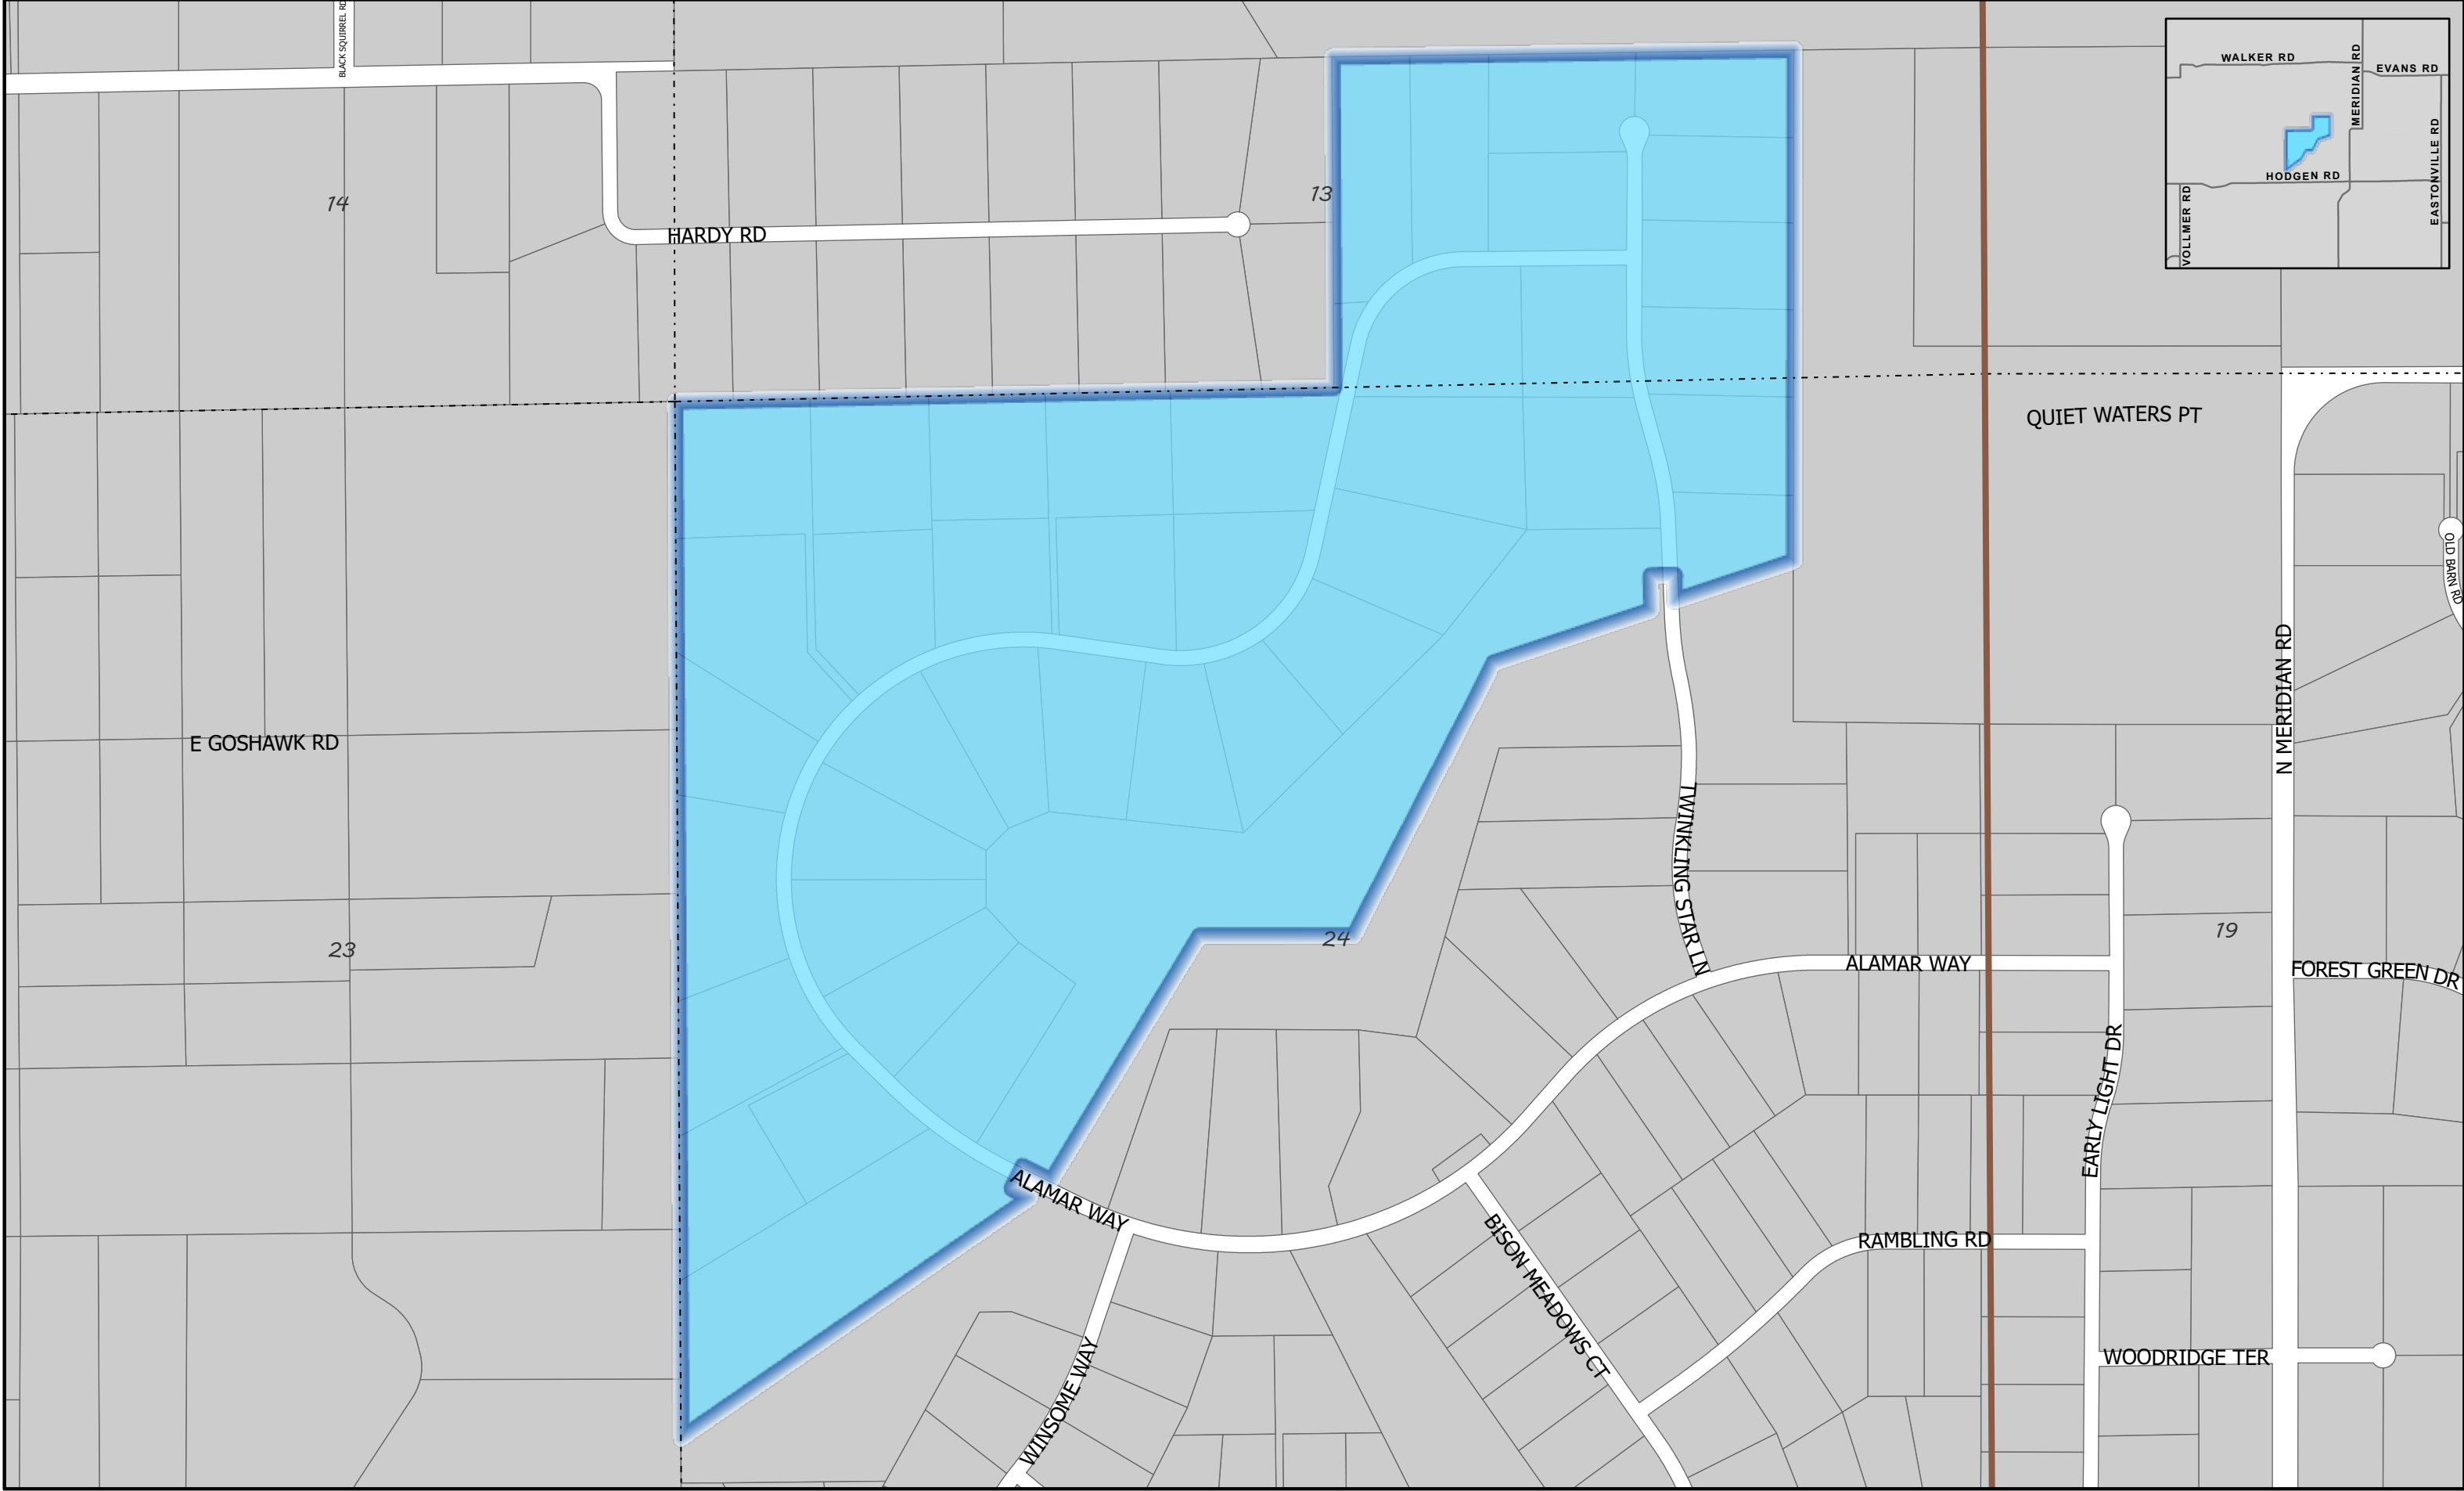 BLACK SQUIRREL RD
WALKER RD
MERIDIAN RD
EVANS RD
EASTONVILLE RD
HODGEN RD
VOLLMER RD
14
13
HARDY RD
QUIET WATERS PT
OLD BARN RD
N MERIDIAN RD
E GOSHAWK RD
TWINKLING STAR LN
23
24
19
ALAMAR WAY
FOREST GREEN DR
EARLY LIGHT DR
ALAMAR WAY
BISON MEADOWS CT
RAMBLING RD
WINSOME WAY
WOODRIDGE TER